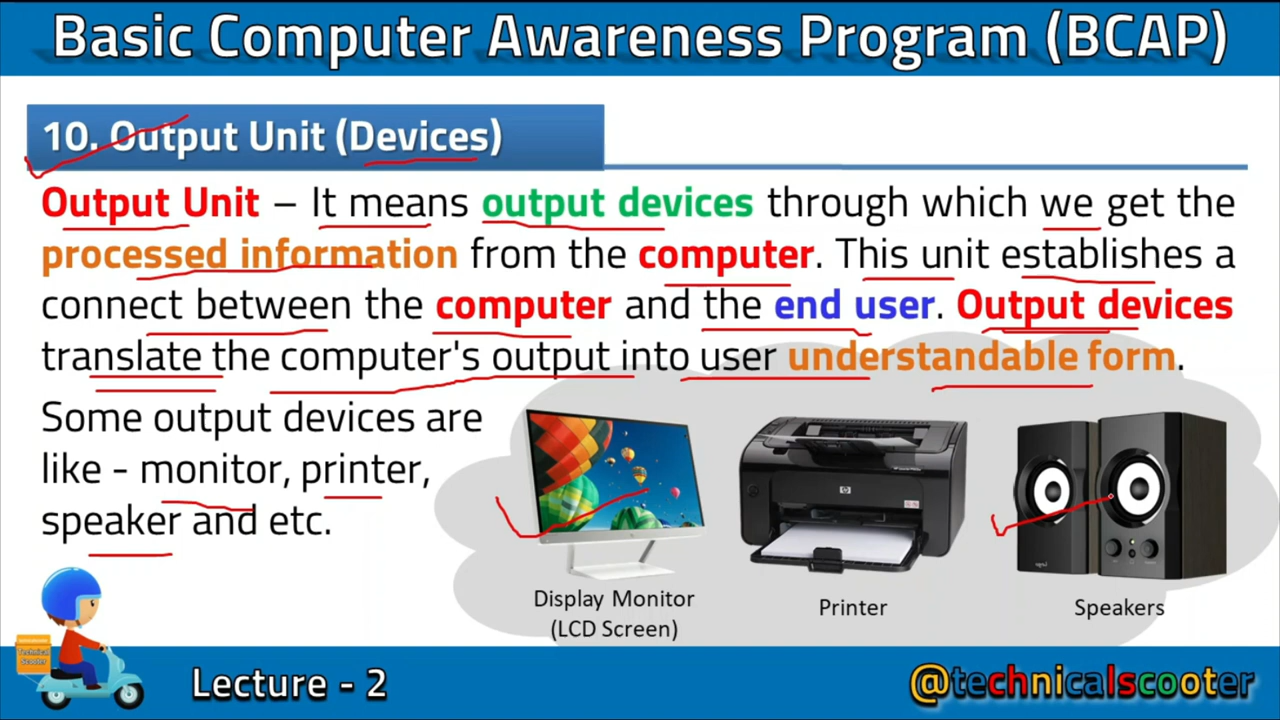 Basic Computer Awareness Program (BCAP)
10. Output Unit (Devices)
Output Unit – It means output devices through which we get the
processed information from the computer. This unit establishes a
connect between the computer and the end user. Output devices
translate the computer's output into user understandable form.
Some output devices are
like - monitor, printer,
speaker and etc.
hp
Display Monitor
(LCD Screen)
Printer
Speakers
Technical
Scooter
Lecture - 2
@technicalscooter